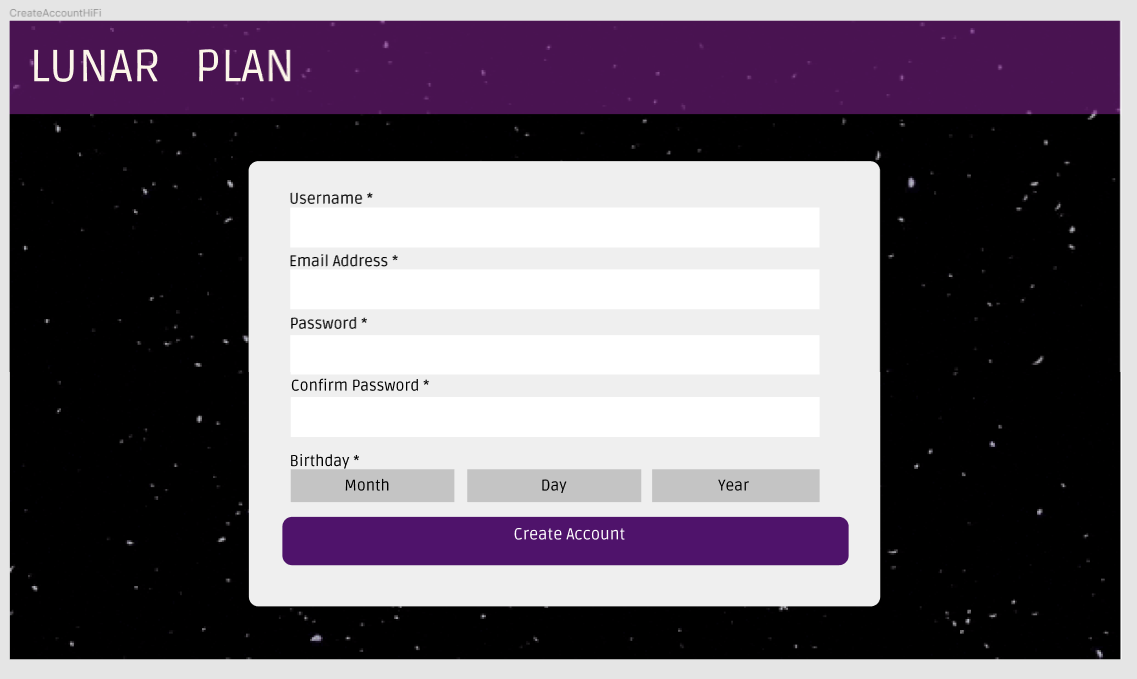 CreateAccountHiFi
LUNAR PLAN
Username *
Email Address *
Password *
Confirm Password *
Birthday *
Month Day Year
Create Account